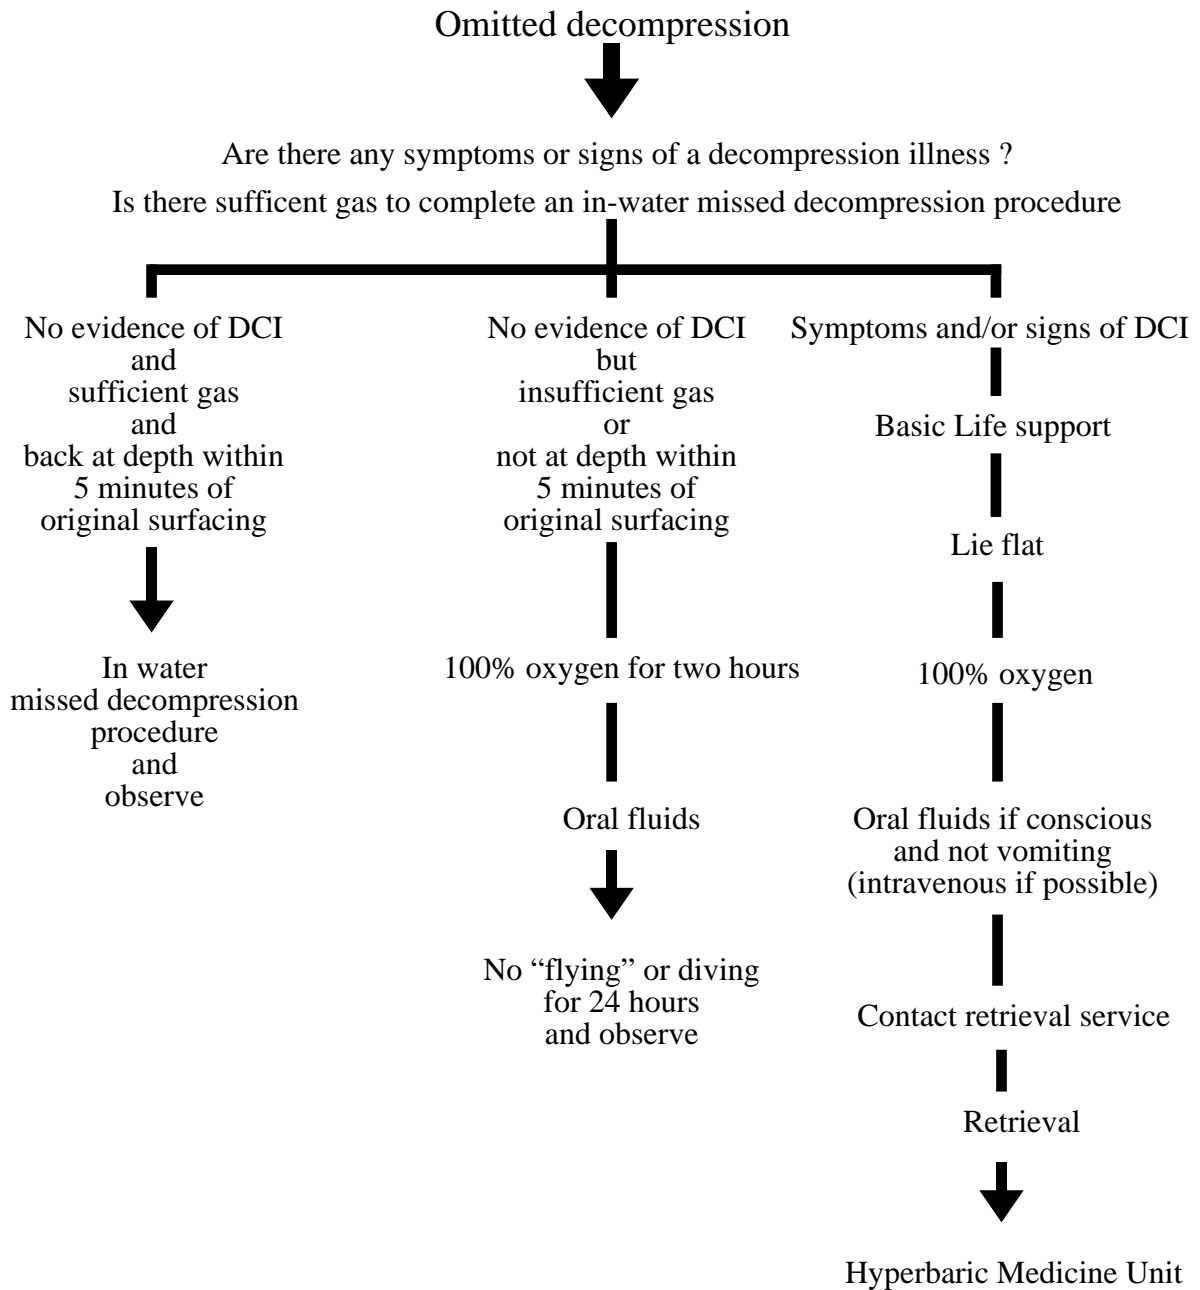 Omitted decompression
Are there any symptoms or signs of a decompression illness ?
Is there sufficent gas to complete an in-water missed decompression procedure
No evidence of DCI
and
sufficient gas
and
back at depth within
5 minutes of
original surfacing
In water
missed decompression
procedure
and
observe
No evidence of DCI
but
insufficient gas
or
not at depth within
5 minutes of
original surfacing
100% oxygen for two hours
Oral fluids
No “flying” or diving
for 24 hours
and observe
Symptoms and/or signs of DCI
Basic Life support
Lie flat
100% oxygen
Oral fluids if conscious
and not vomiting
(intravenous if possible)
Contact retrieval service
Retrieval
Hyperbaric Medicine Unit